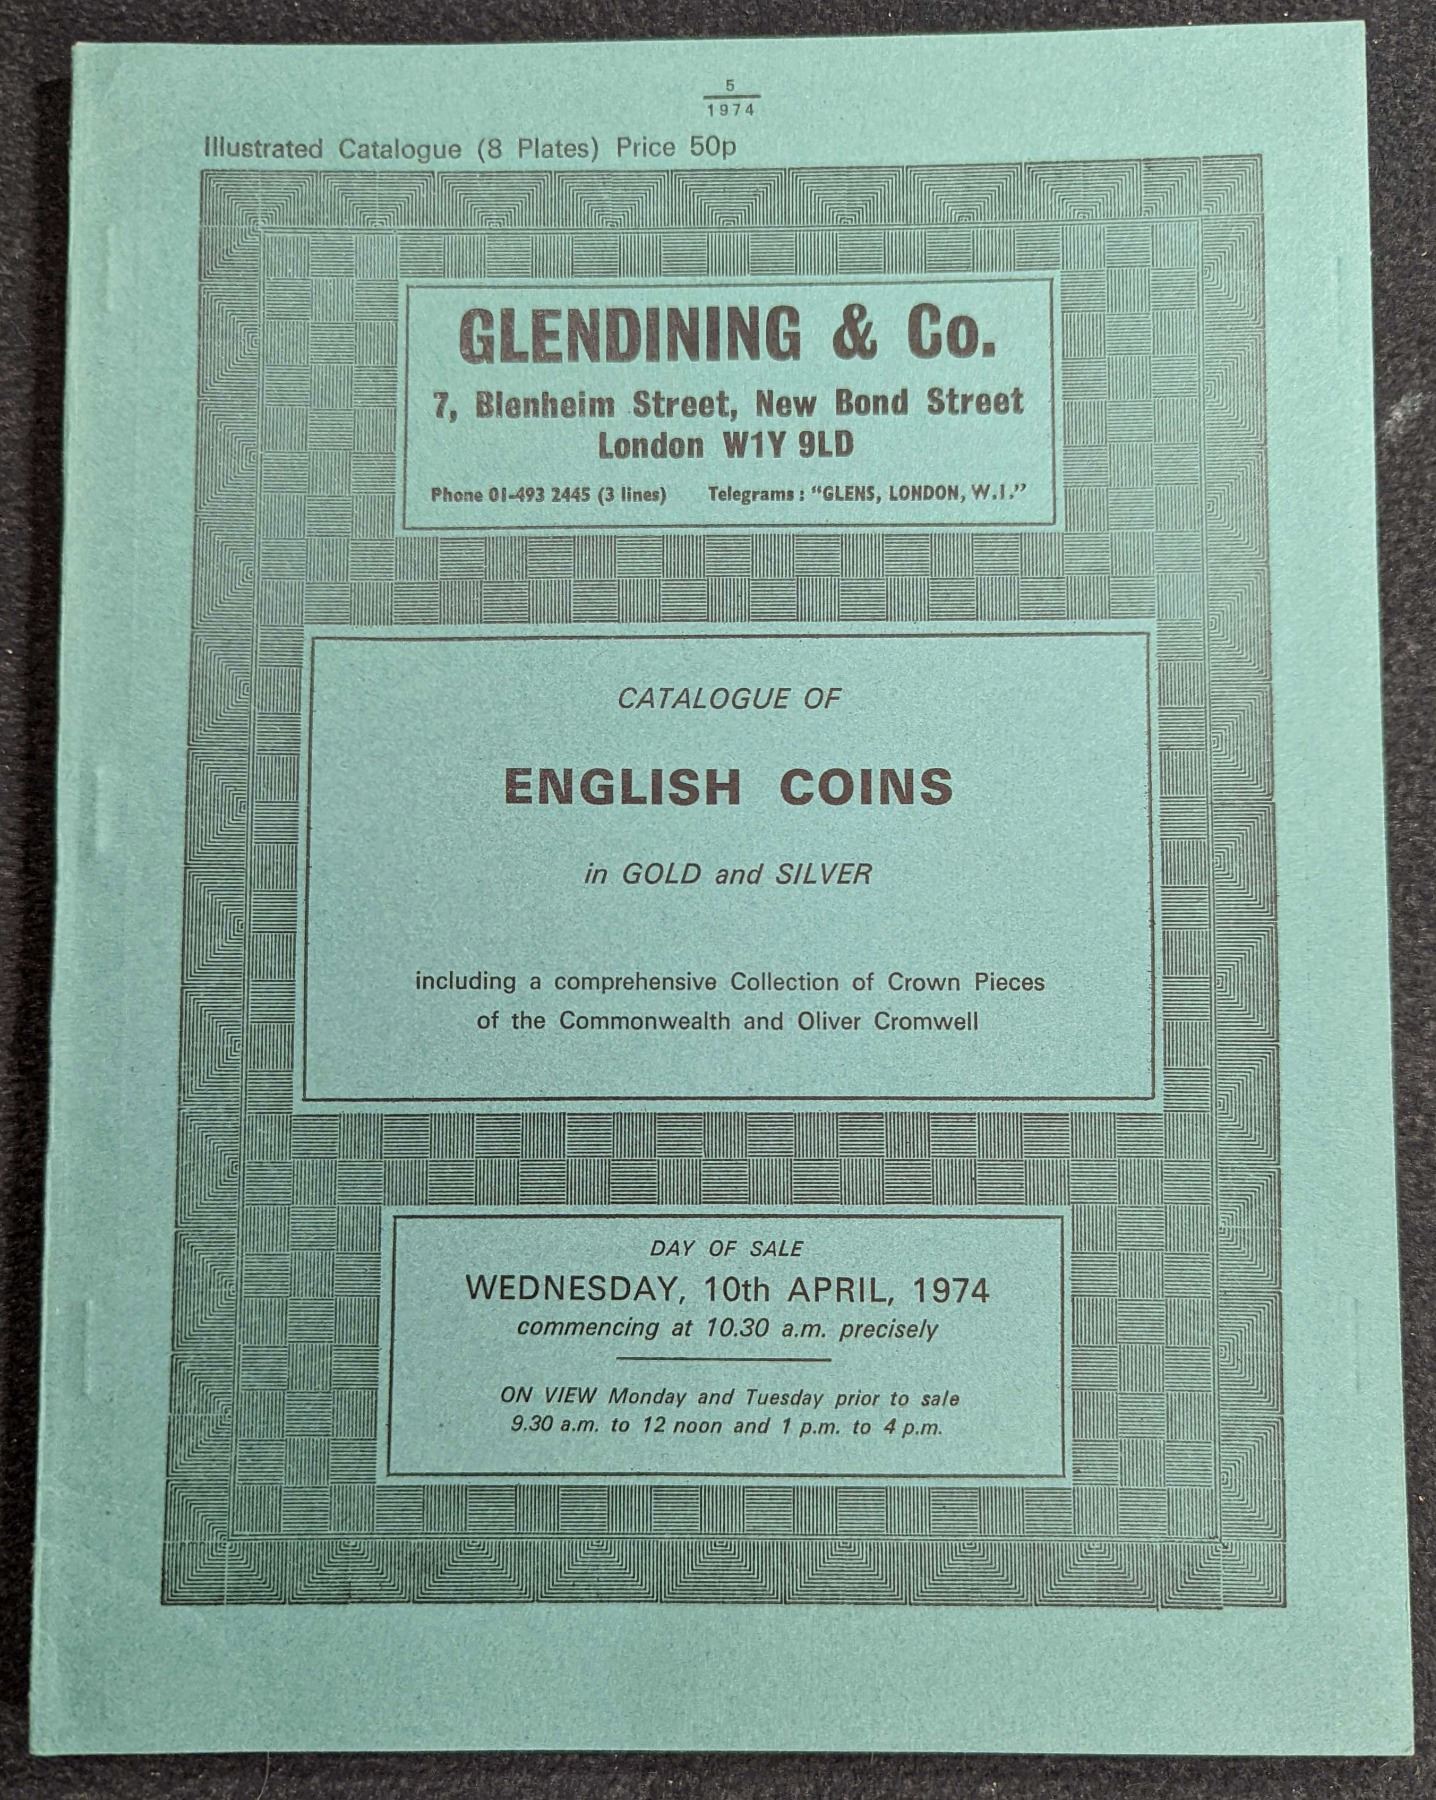 5
1974
Illustrated Catalogue (8 Plates) Price 50p
GLENDINING & Co.
7, Blenheim Street, New Bond Street
London W1Y 9LD
Phone 01-493 2445 (3 lines) Telegrams: "GLENS, LONDON, W.1."
CATALOGUE OF
ENGLISH COINS
in GOLD and SILVER
including a comprehensive Collection of Crown Pieces
of the Commonwealth and Oliver Cromwell
DAY OF SALE
WEDNESDAY, 10th APRIL, 1974
commencing at 10.30 a.m. precisely
ON VIEW Monday and Tuesday prior to sale
9.30 a.m. to 12 noon and 1 p.m. to 4 p.m.